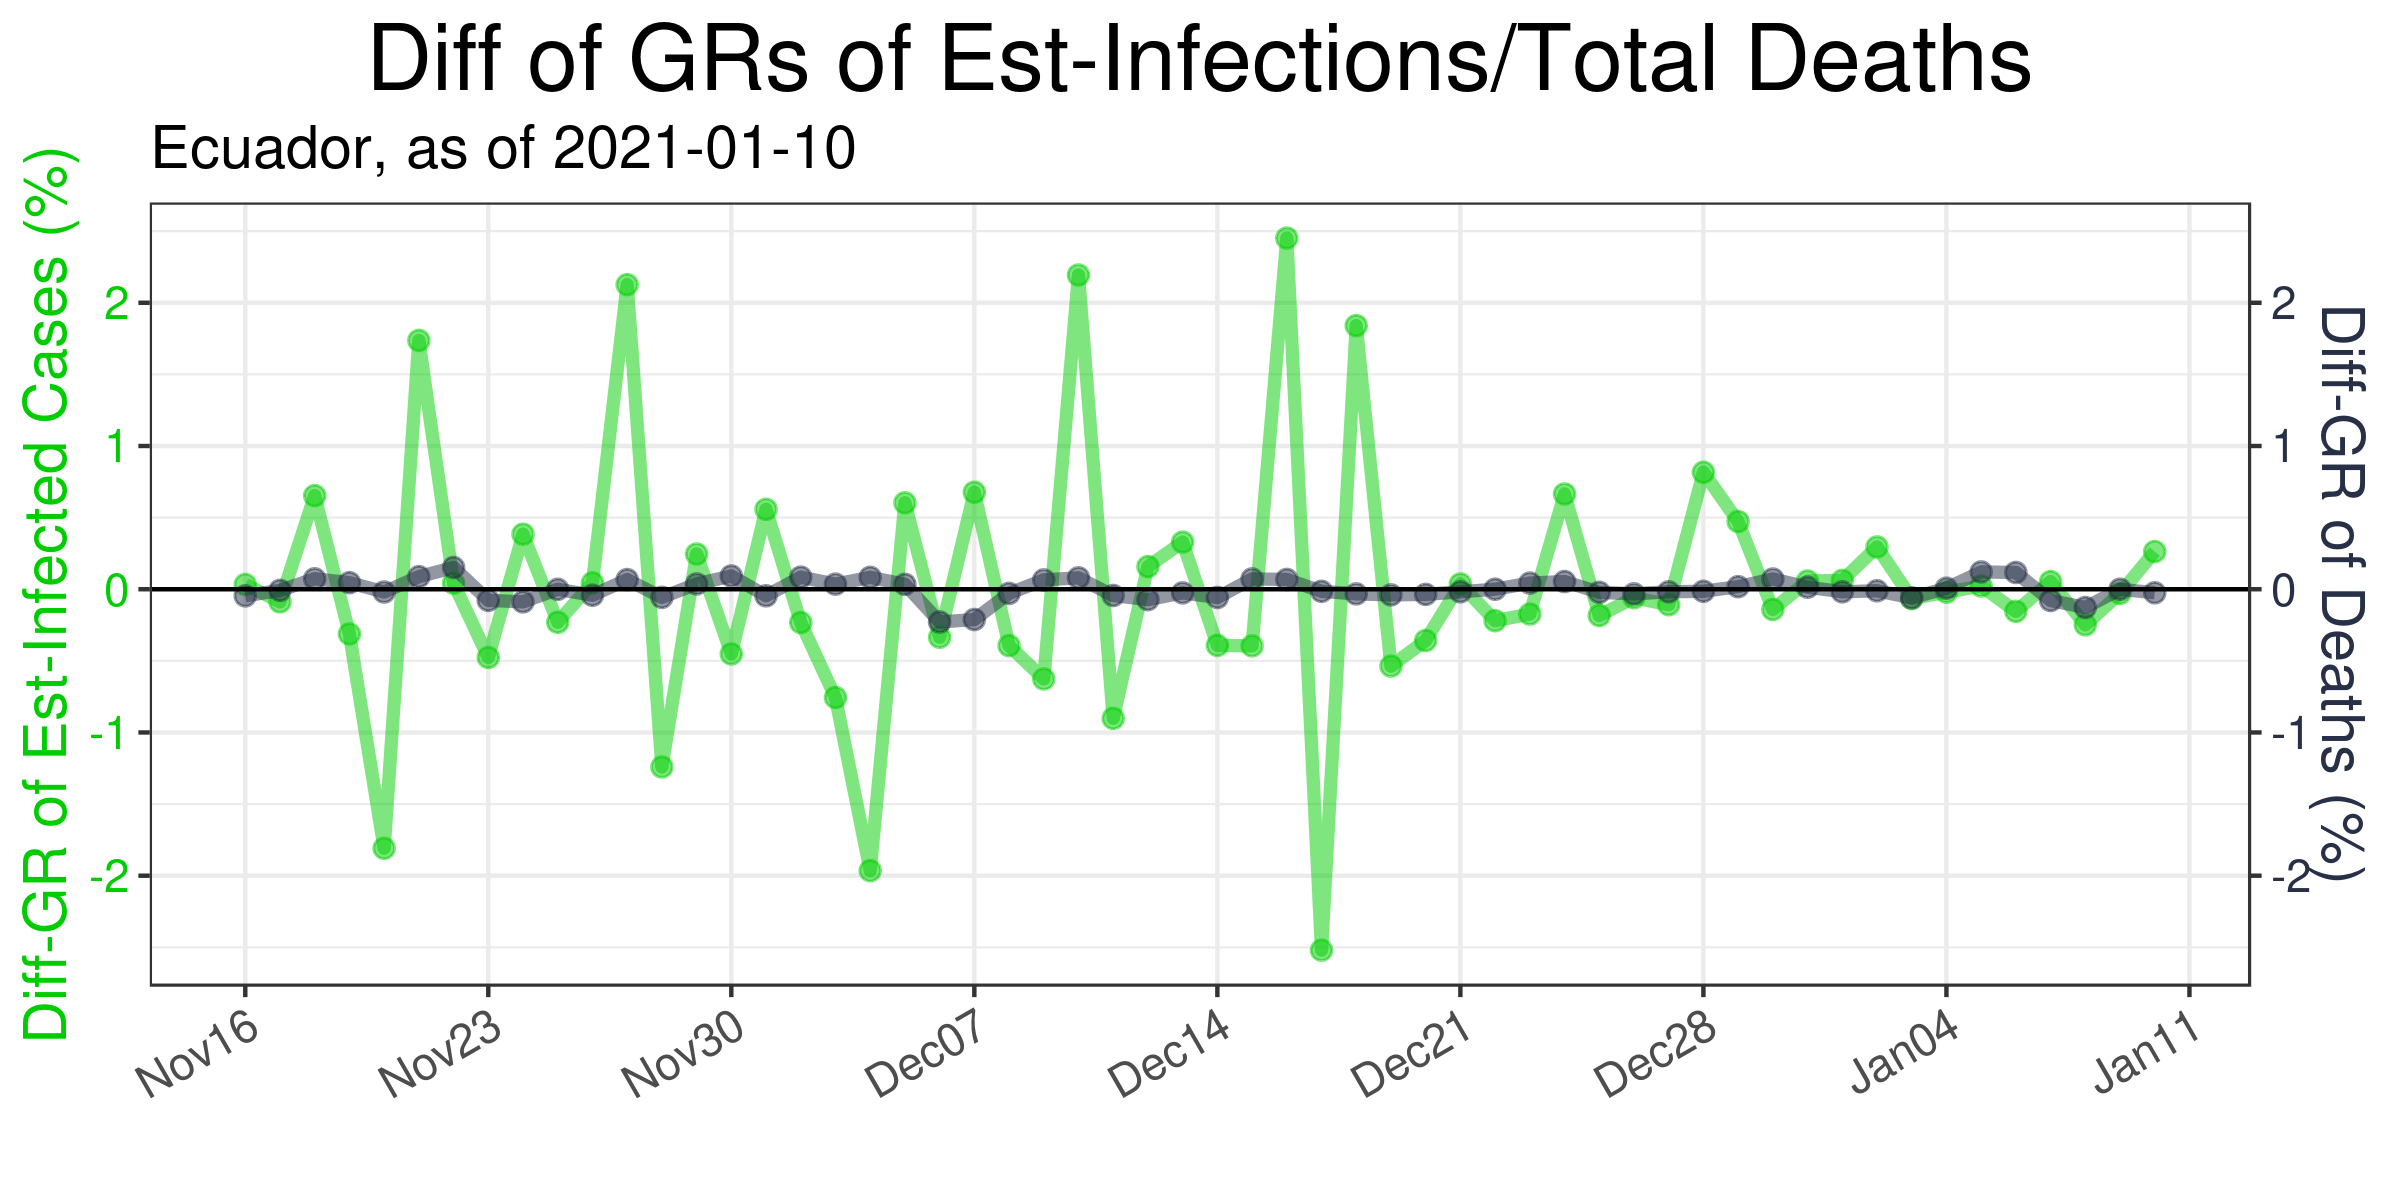 Diff of GRs of Est-Infections/Total Deaths
Ecuador, as of 2021-01-10
Diff-GR of Est-Infected Cases (%)
2
1
0
-1
-2
2
1
0
-1
-2
Diff-GR of Deaths (%)
Nov16
Nov23
Nov30
Dec07
Dec14
Dec21
Dec28
Jan04
Jan11